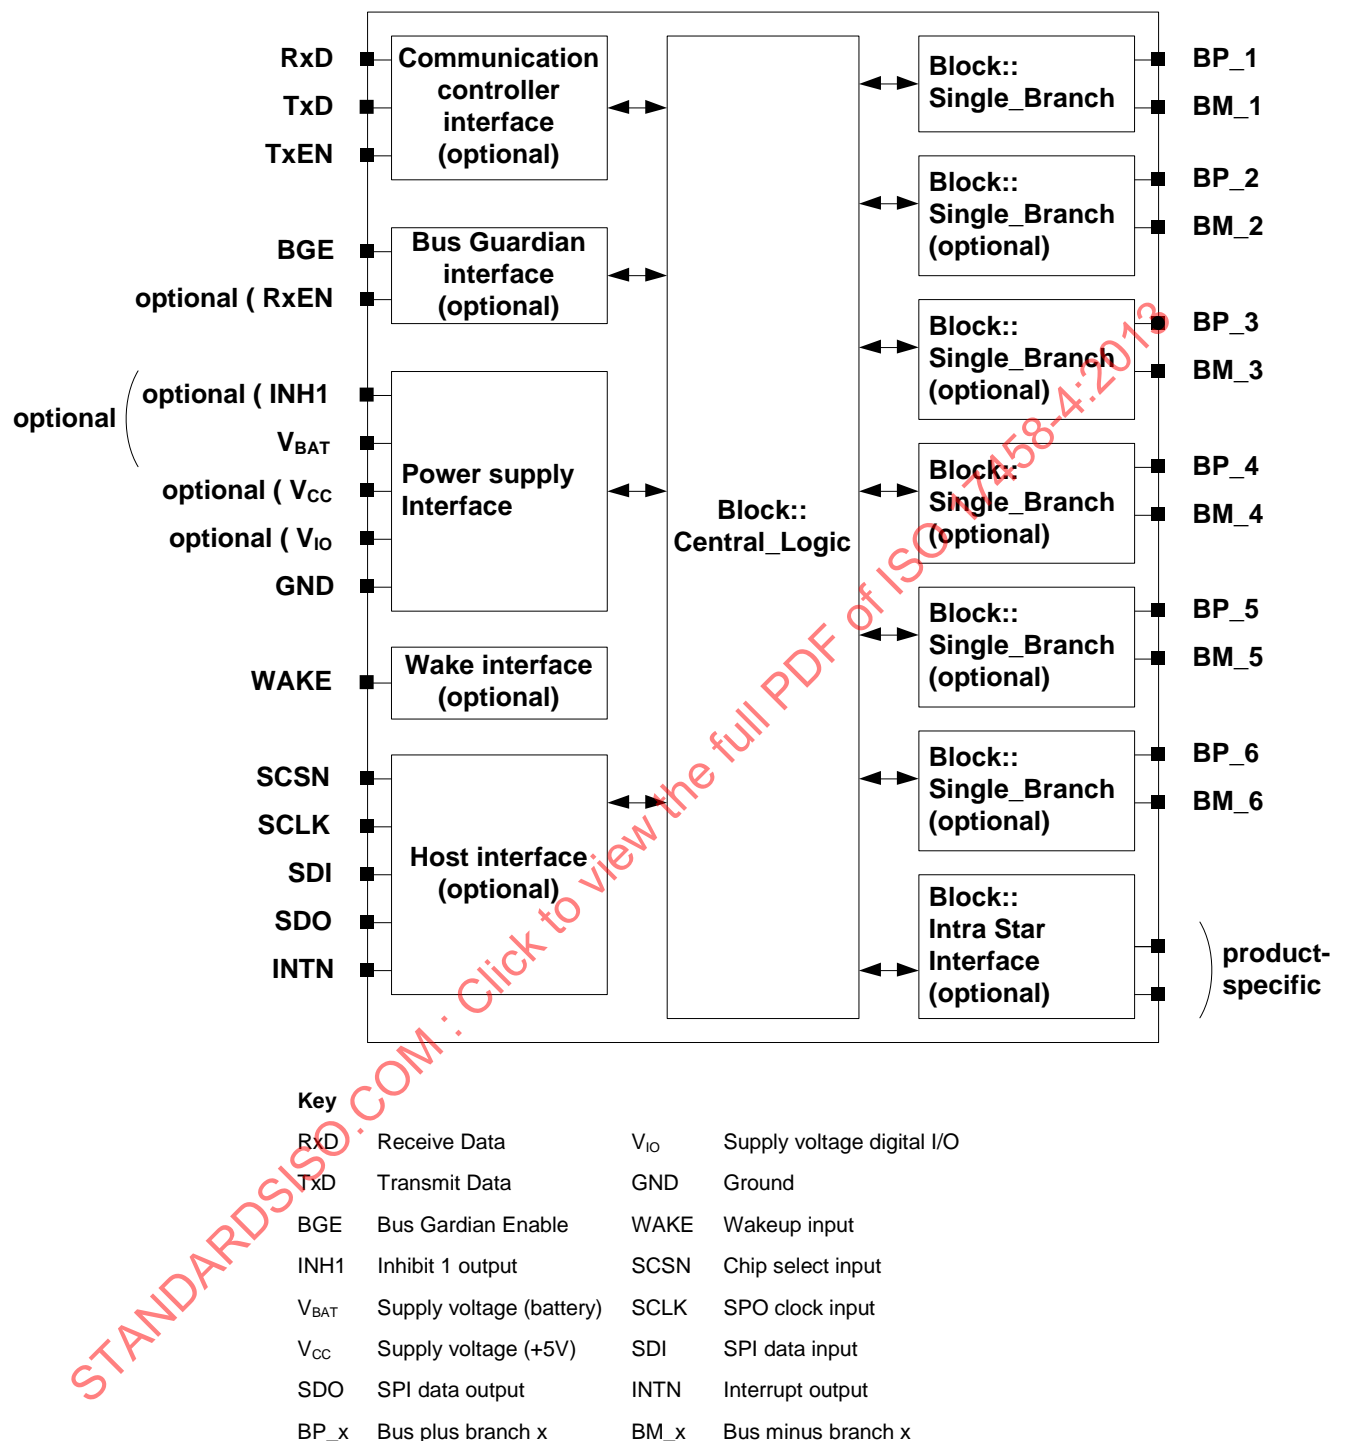 RxD
TxD
TxEN
Communication
controller
interface
(optional)
BGE
optional ( RxEN
Bus Guardian
interface
(optional)
optional
optional ( INH1
VBAT
optional ( VCC
optional ( VIO
GND
Power supply
Interface
WAKE
Wake interface
(optional)
SCSN
SCLK
SDI
SDO
INTN
Host interface
(optional)
Block::
Central_Logic
Block::
Single_Branch
BP_1
BM_1
Block::
Single_Branch
(optional)
BP_2
BM_2
Block::
Single_Branch
(optional)
BP_3
BM_3
Block::
Single_Branch
(optional)
BP_4
BM_4
Block::
Single_Branch
(optional)
BP_5
BM_5
Block::
Single_Branch
(optional)
BP_6
BM_6
Block::
Intra Star
Interface
(optional)
product-
specific
Key
RxD Receive Data VIO Supply voltage digital I/O
TxD Transmit Data GND Ground
BGE Bus Gardian Enable WAKE Wakeup input
INH1 Inhibit 1 output SCSN Chip select input
VBAT Supply voltage (battery) SCLK SPO clock input
VCC Supply voltage (+5V) SDI SPI data input
SDO SPI data output INTN Interrupt output
BP_x Bus plus branch x BM_x Bus minus branch x
STANDARDSISO.COM : Click to view the full PDF of ISO 17458-4:2013